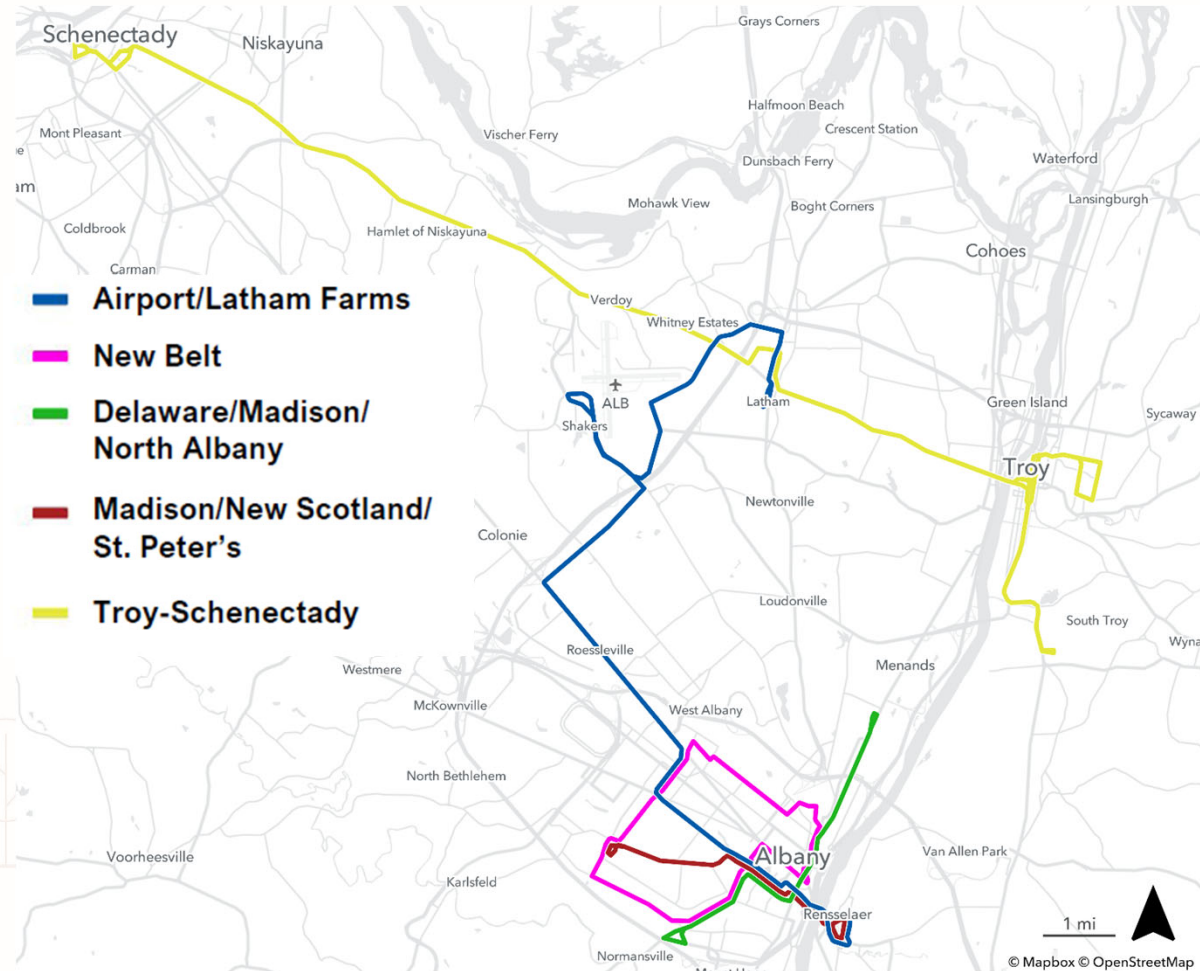 Grays Corners
Schenectady
Niskayuna
Halfmoon Beach
Crescent Station
Mont Pleasant
Vischer Ferry
Waterford
Dunsbach Ferry
am
Lansingburgh
Mohawk View
Boght Corners
Coldbrook
Hamlet of Niskayuna
Cohoes
Carman
Verdoy
Whitney Estates
ALB
Latham
Green Island
Sycaway
Shakers
Troy
Newtonville
Colonie
Loudonville
South Troy
Wyna
Roessleville
Menands
Westmere
McKownville
West Albany
North Bethlehem
Voorheesville
Albany
Van Allen Park
Karlsfeld
Rensselaer
Normansville
Airport/Latham Farms
New Belt
Delaware/Madison/
North Albany
Madison/New Scotland/
St. Peter's
Troy-Schenectady
1 mi
© Mapbox © OpenStreetMap